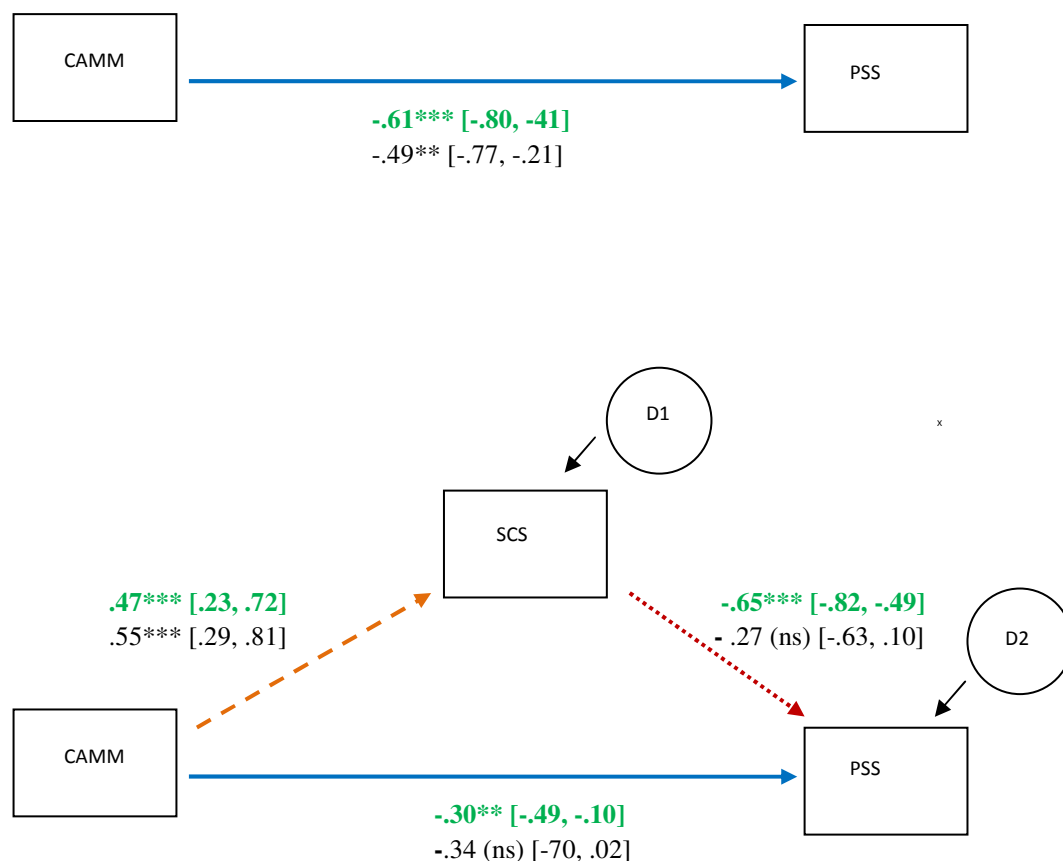 CAMM
PSS
-.61*** [-.80, -41]
-.49** [-.77, -.21]
D1
x
SCS
.47*** [.23, .72]
.55*** [.29, .81]
-.65*** [-.82, -.49]
- .27 (ns) [-.63, .10]
D2
CAMM
PSS
-.30** [-.49, -.10]
-.34 (ns) [-70, .02]